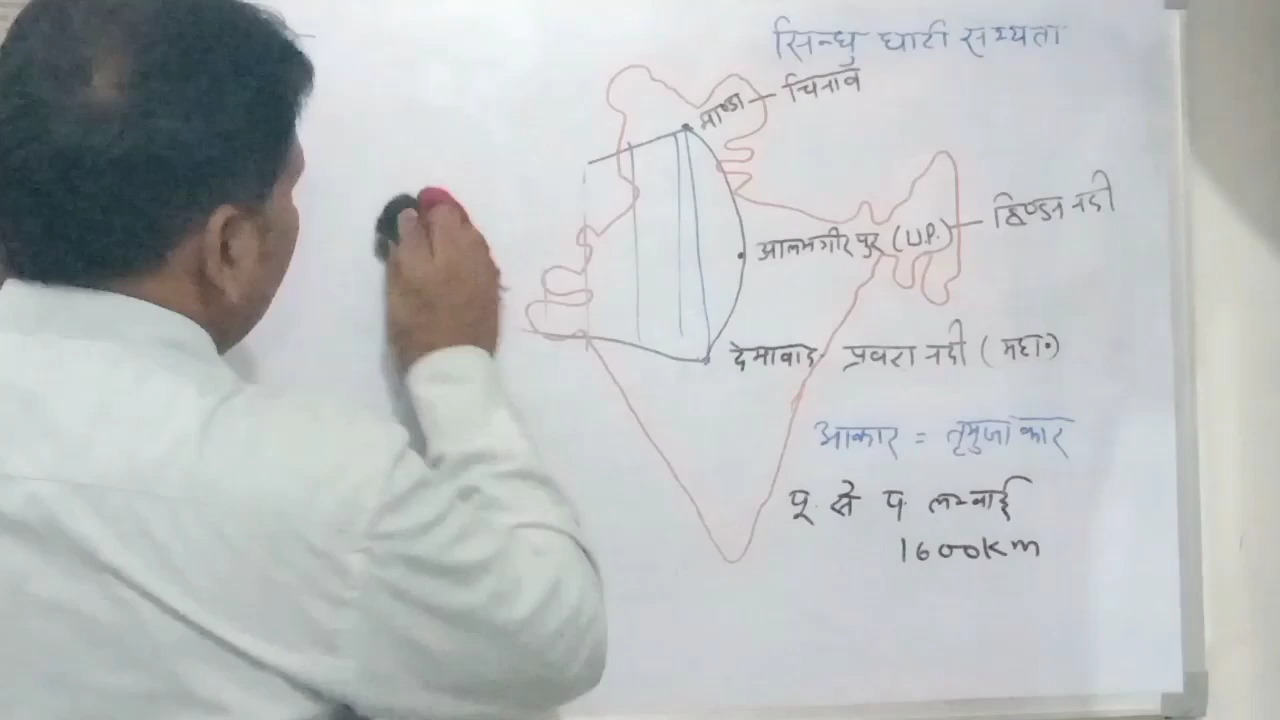 सिन्धु घाटी सभ्यता
माण्डा - चिनाव
आलमगीरपुर (U.P.) - हिण्डन नदी
देमाबाद. प्रवरा नदी (महा०)
आकार = तृभुजाकार
पू. से प. लम्बाई
1600km